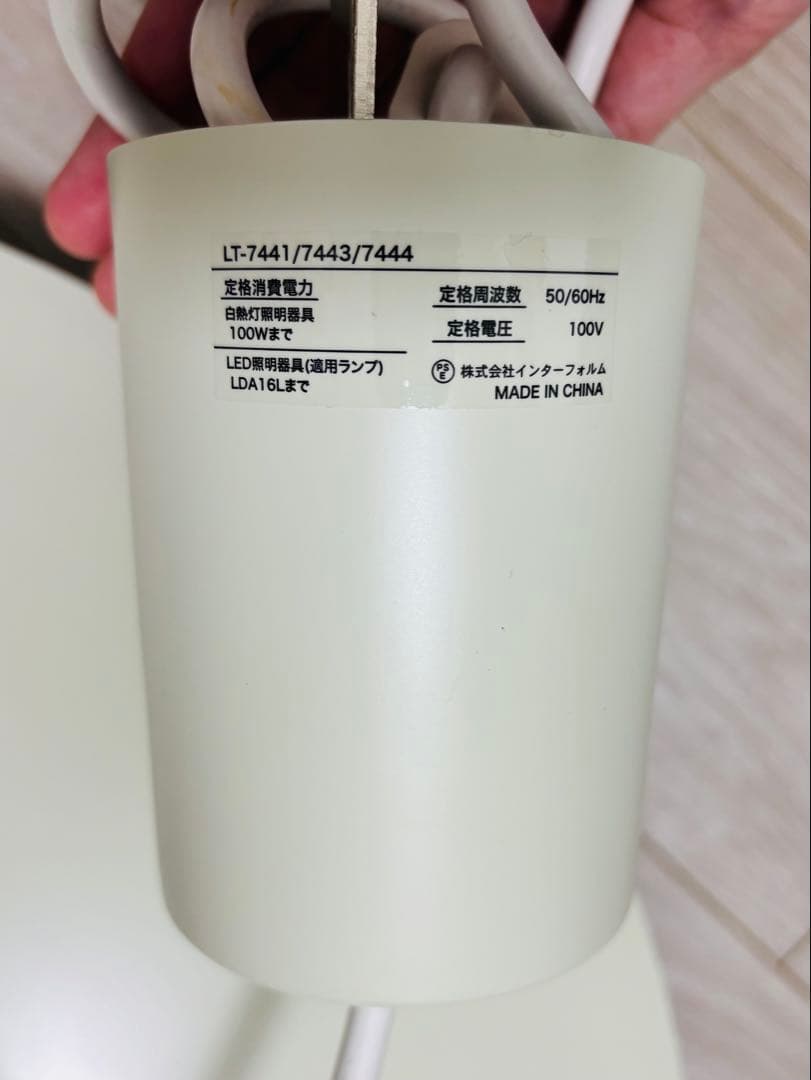 LT-7441/7443/7444
定格消費電力
白熱灯照明器具
100Wまで
LED照明器具(適用ランプ)
LDA16Lまで
定格周波数 50/60Hz
定格電圧 100V
PSE 株式会社インターフォルム
MADE IN CHINA